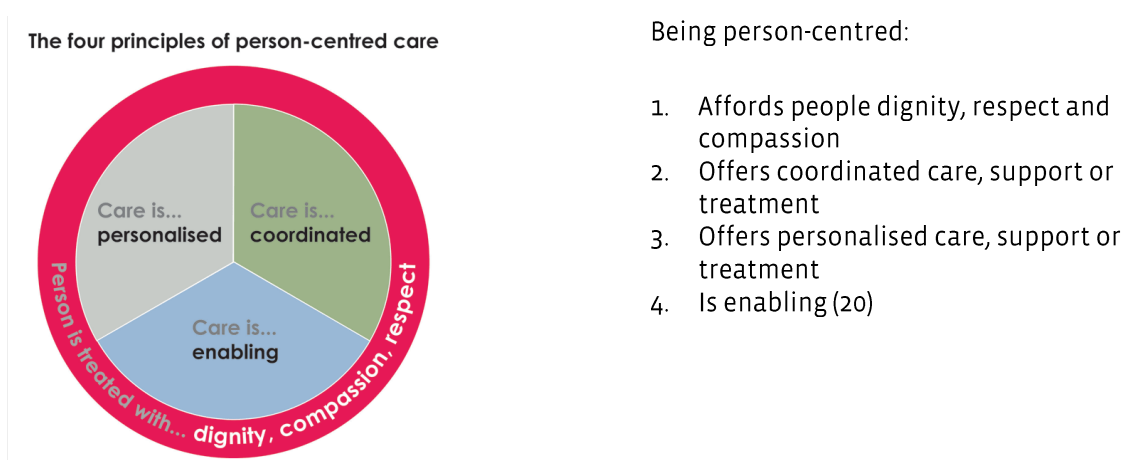 The four principles of person-centred care
Care is...
personalised
Care is...
coordinated
Care is...
enabling
Person is treated with... dignity, compassion, respect
Being person-centred:
1. Affords people dignity, respect and
compassion
2. Offers coordinated care, support or
treatment
3. Offers personalised care, support or
treatment
4. Is enabling (20)